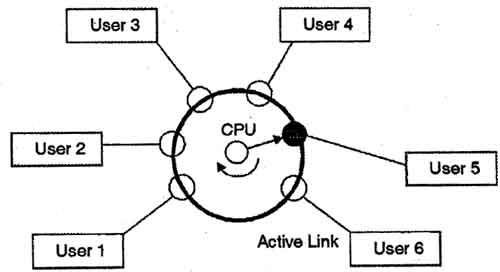 User 3
User 4
CPU
User 2
User 5
User 1
Active Link
User 6